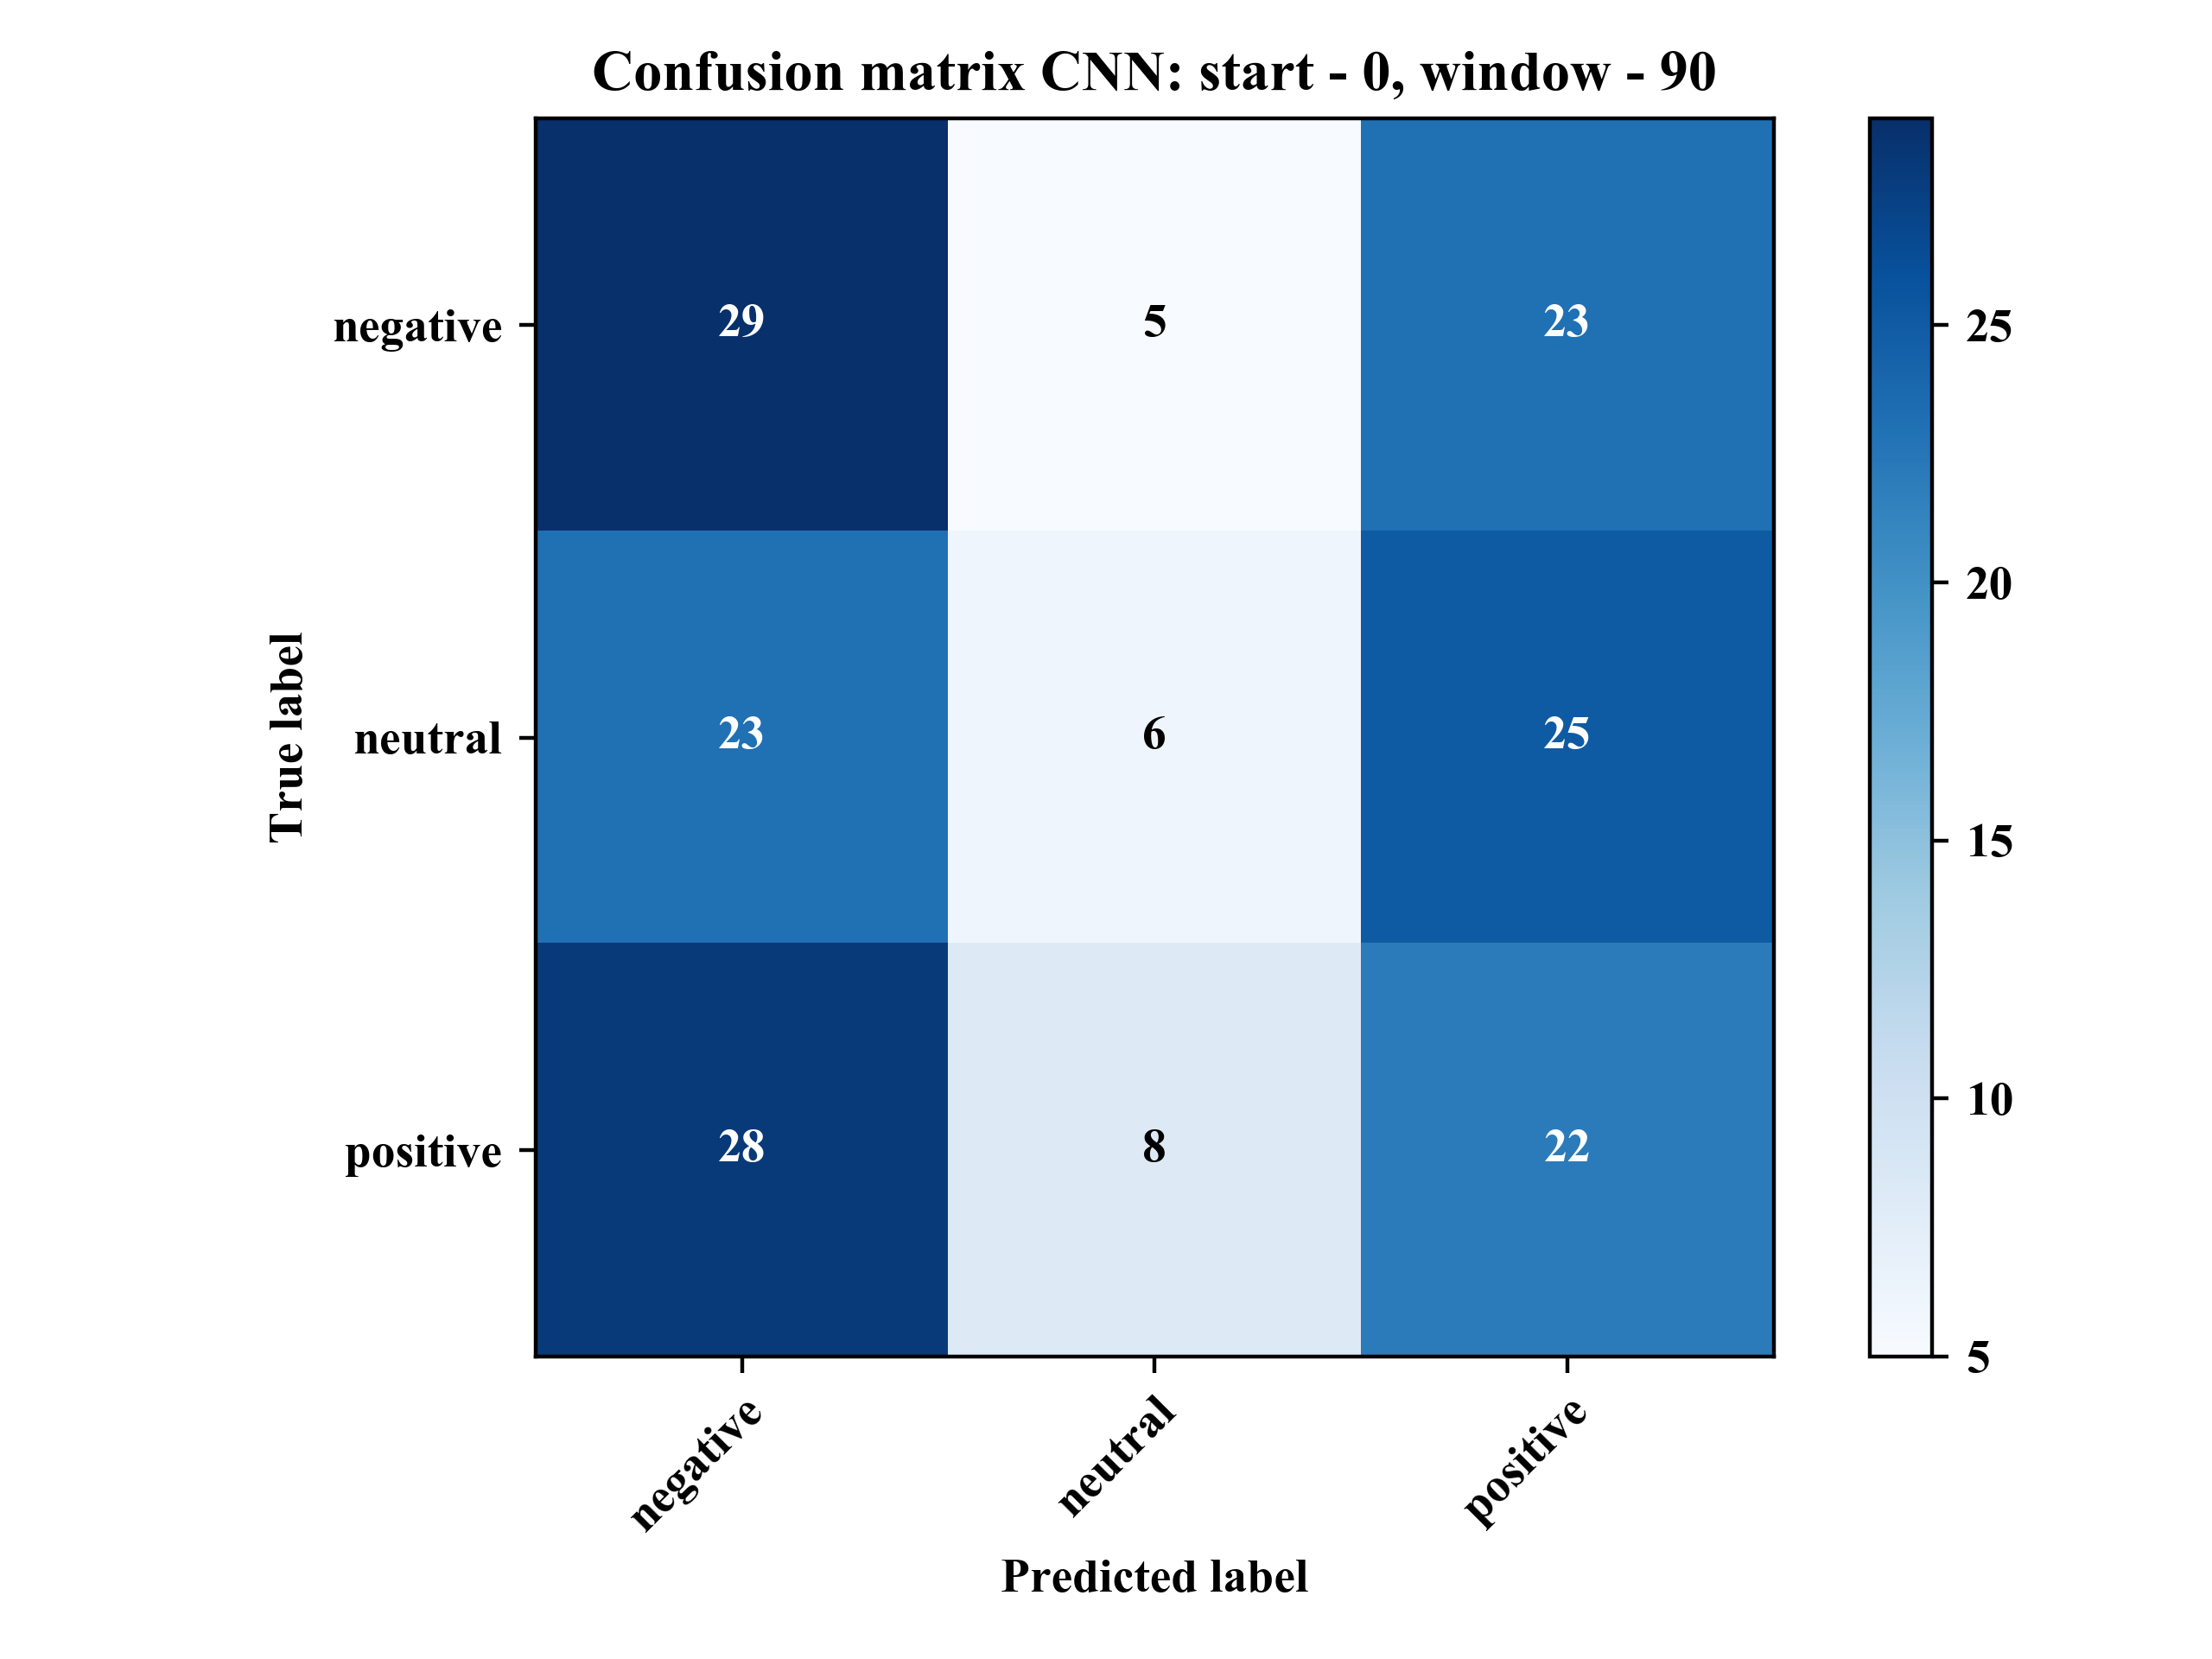 Confusion matrix CNN: start - 0, window - 90
True label
negative
29
5
23
neutral
23
6
25
positive
28
8
22
negative
neutral
positive
Predicted label
25
20
15
10
5